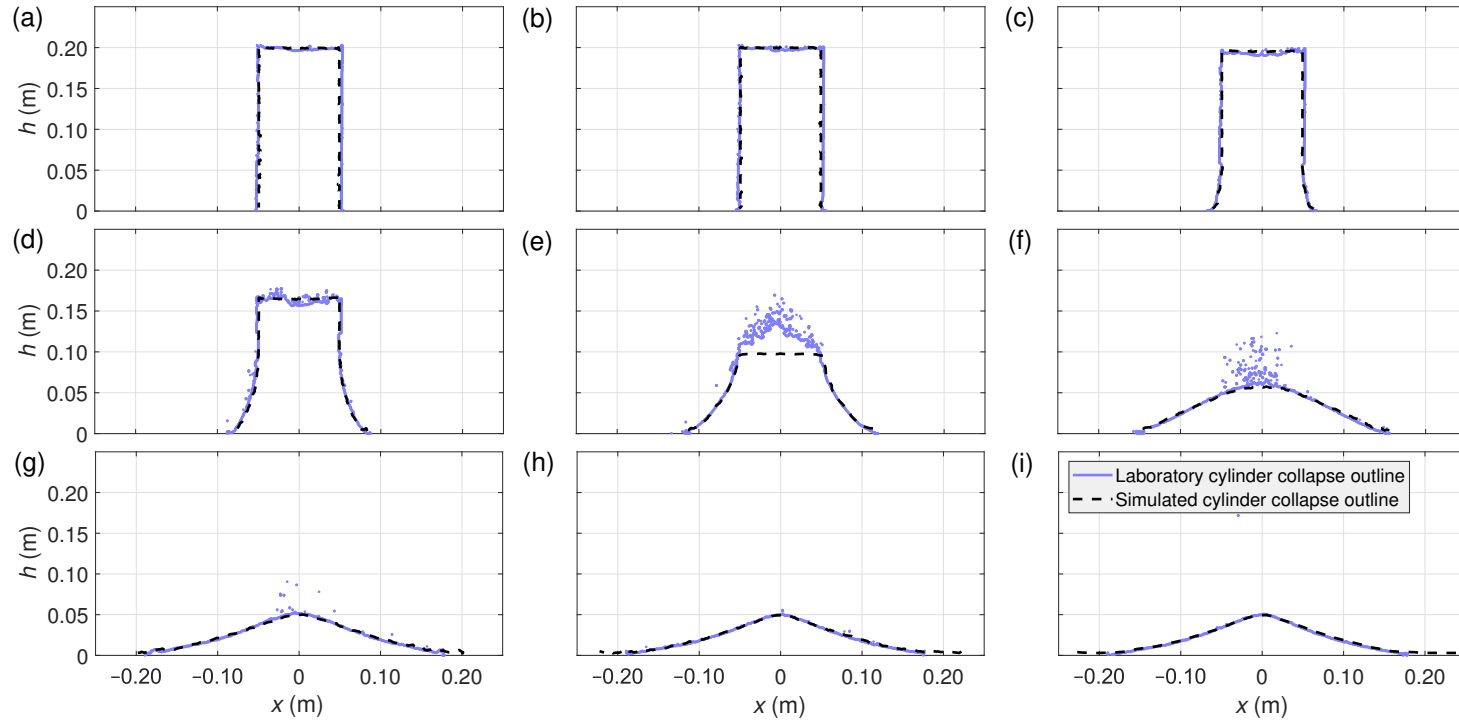 (a) (b) (c)
0.20
0.15
0.10
0.05
0
h (m)
(d) (e) (f)
0.20
0.15
0.10
0.05
0
h (m)
(g) (h) (i)
Laboratory cylinder collapse outline
Simulated cylinder collapse outline
0.20
0.15
0.10
0.05
0
h (m)
−0.20 −0.10 0 0.10 0.20 −0.20 −0.10 0 0.10 0.20 −0.20 −0.10 0 0.10 0.20
x (m) x (m) x (m)